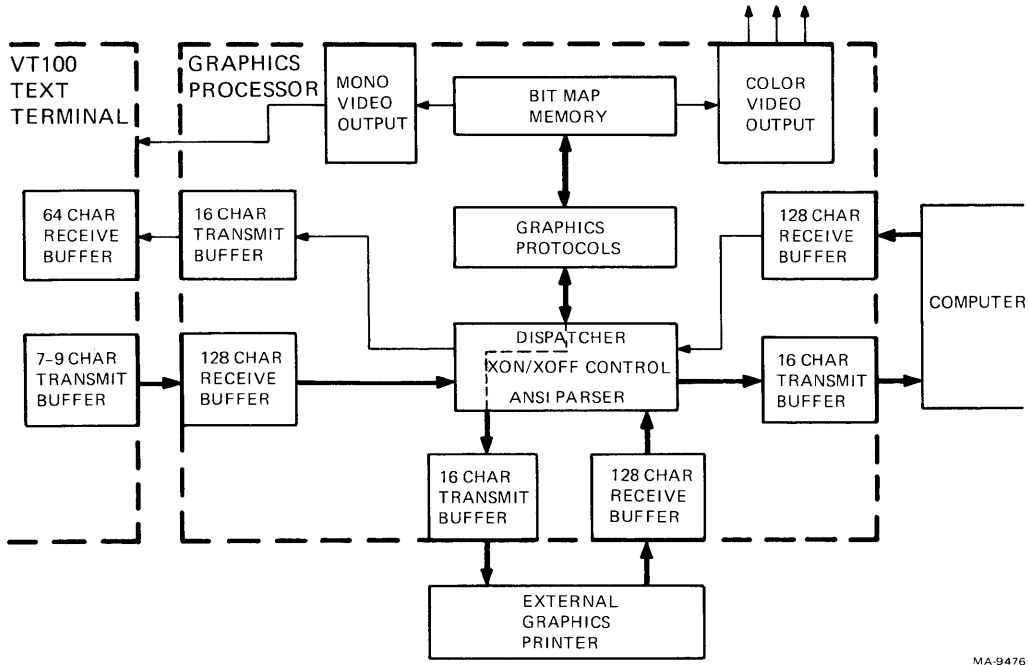 VT100
TEXT
TERMINAL
GRAPHICS
PROCESSOR
MONO
VIDEO
OUTPUT
BIT MAP
MEMORY
COLOR
VIDEO
OUTPUT
64 CHAR
RECEIVE
BUFFER
16 CHAR
TRANSMIT
BUFFER
GRAPHICS
PROTOCOLS
128 CHAR
RECEIVE
BUFFER
COMPUTER
7-9 CHAR
TRANSMIT
BUFFER
128 CHAR
RECEIVE
BUFFER
DISPATCHER
XON/XOFF CONTROL
ANSI PARSER
16 CHAR
TRANSMIT
BUFFER
16 CHAR
TRANSMIT
BUFFER
128 CHAR
RECEIVE
BUFFER
EXTERNAL
GRAPHICS
PRINTER
MA-9476